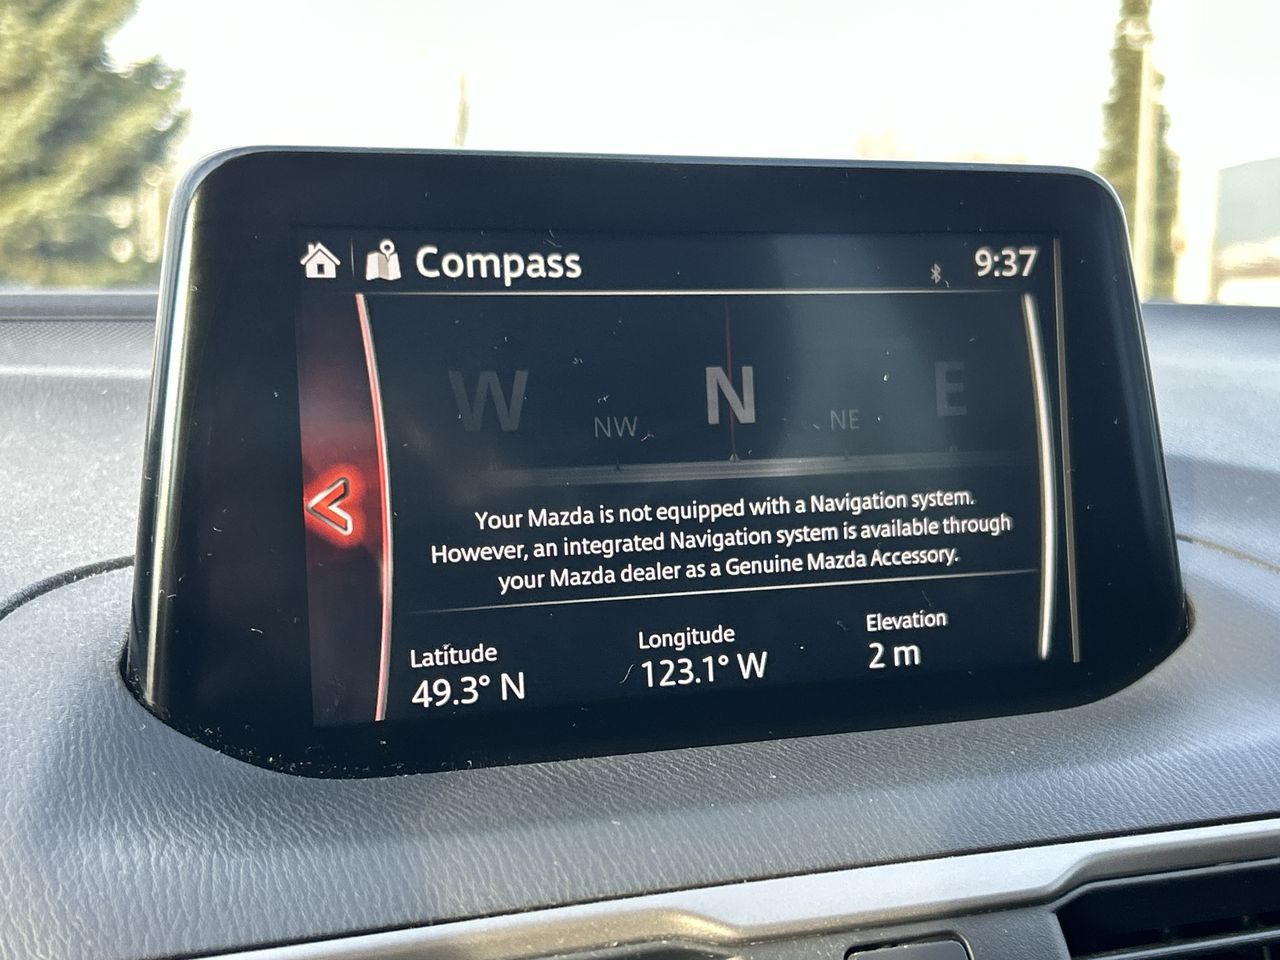 Compass
9:37
W NW N NE E
Your Mazda is not equipped with a Navigation system.
However, an integrated Navigation system is available through
your Mazda dealer as a Genuine Mazda Accessory.
Latitude Longitude Elevation
49.3° N 123.1° W 2 m